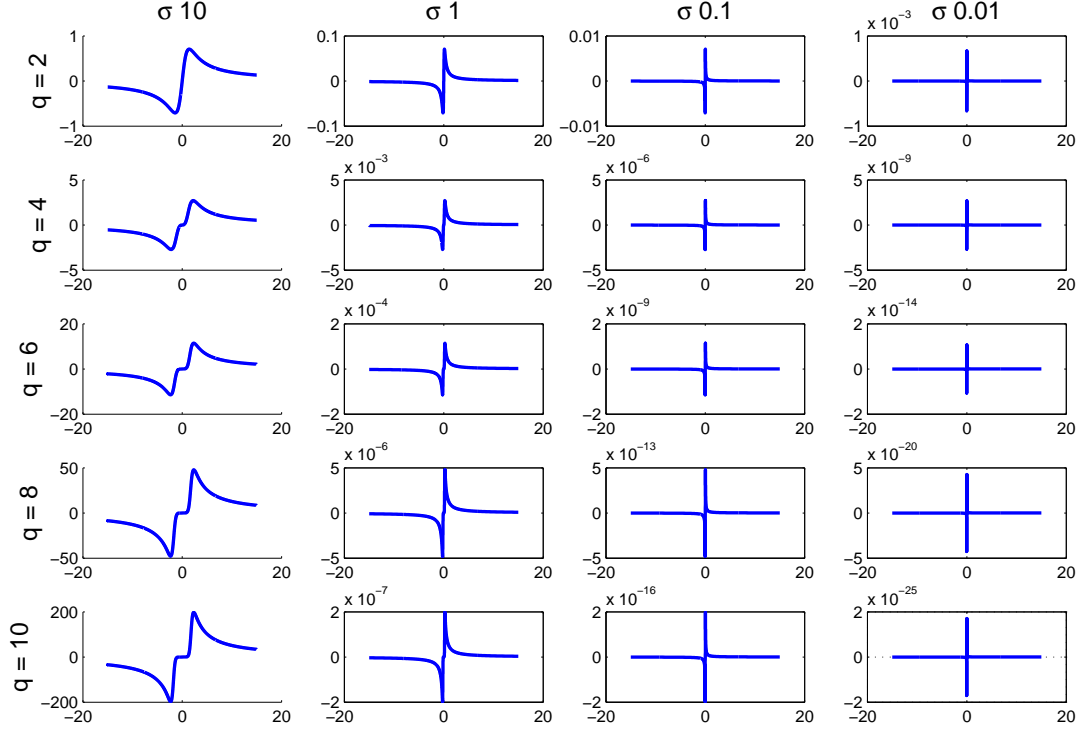 σ 10 σ 1 σ 0.1 σ 0.01
x 10⁻³
q = 2
1 0 −1 −20 0 20
0.1 0 −0.1 −20 0 20
0.01 0 −0.01 −20 0 20
1 0 1 −20 0 20
x 10⁻³ x 10⁻⁶ x 10⁻⁹
q = 4
5 0 −5 −20 0 20
5 0 −5 −20 0 20
5 0 −5 −20 0 20
5 0 −5 −20 0 20
x 10⁻⁴ x 10⁻⁹ x 10⁻¹⁴
q = 6
20 0 −20 −20 0 20
2 0 −2 −20 0 20
2 0 −2 −20 0 20
2 0 −2 −20 0 20
x 10⁻⁶ x 10⁻¹³ x 10⁻²⁰
q = 8
50 0 −50 −20 0 20
5 0 −5 −20 0 20
5 0 −5 −20 0 20
5 0 −5 −20 0 20
x 10⁻⁷ x 10⁻¹⁶ x 10⁻²⁵
q = 10
200 0 −200 −20 0 20
2 0 −2 −20 0 20
2 0 −2 −20 0 20
2 0 −2 −20 0 20